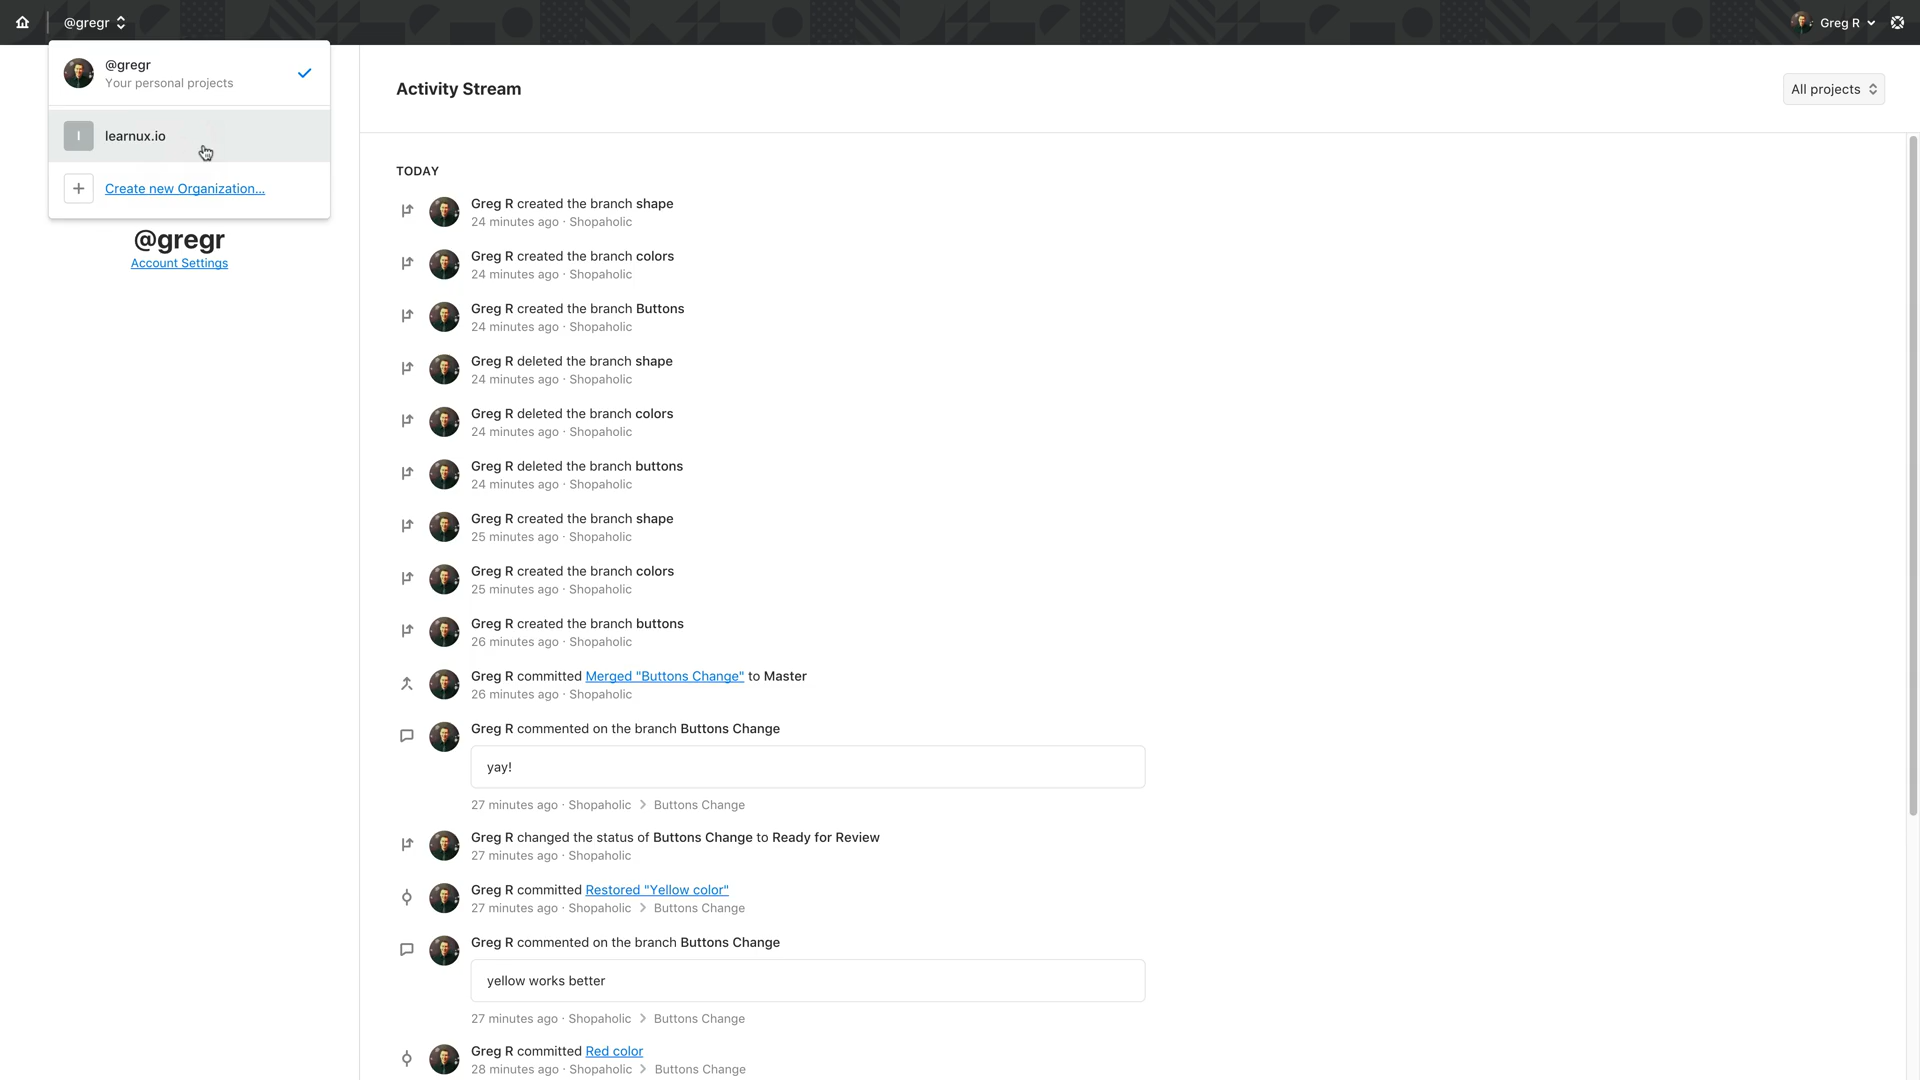 @gregr
Greg R
@gregr
Your personal projects
l
learnux.io
Create new Organization...
@gregr
Account Settings
Activity Stream
All projects
TODAY
Greg R created the branch shape
24 minutes ago · Shopaholic
Greg R created the branch colors
24 minutes ago · Shopaholic
Greg R created the branch Buttons
24 minutes ago · Shopaholic
Greg R deleted the branch shape
24 minutes ago · Shopaholic
Greg R deleted the branch colors
24 minutes ago · Shopaholic
Greg R deleted the branch buttons
24 minutes ago · Shopaholic
Greg R created the branch shape
25 minutes ago · Shopaholic
Greg R created the branch colors
25 minutes ago · Shopaholic
Greg R created the branch buttons
26 minutes ago · Shopaholic
Greg R committed Merged "Buttons Change" to Master
26 minutes ago · Shopaholic
Greg R commented on the branch Buttons Change
yay!
27 minutes ago · Shopaholic > Buttons Change
Greg R changed the status of Buttons Change to Ready for Review
27 minutes ago · Shopaholic
Greg R committed Restored "Yellow color"
27 minutes ago · Shopaholic > Buttons Change
Greg R commented on the branch Buttons Change
yellow works better
27 minutes ago · Shopaholic > Buttons Change
Greg R committed Red color
28 minutes ago · Shopaholic > Buttons Change